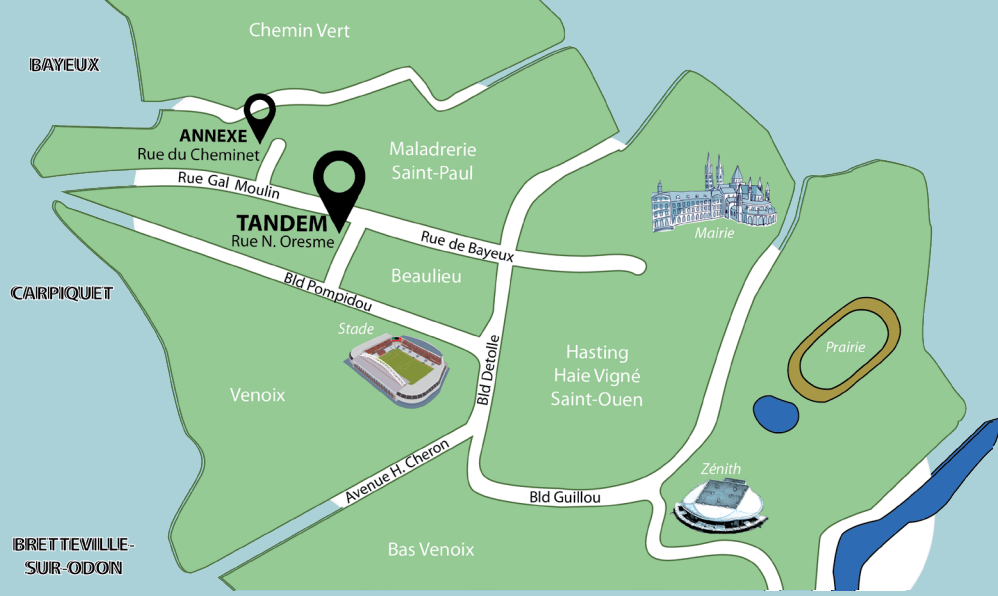 Chemin Vert
BAYEUX
ANNEXE
Rue du Cheminet
Maladrerie
Saint-Paul
Rue Gal Moulin
TANDEM
Rue N. Oresme
Rue de Bayeux
Mairie
Beaulieu
Bld Pompidou
CARPIQUET
Stade
Prairie
Bld Detolle
Hasting
Haie Vigné
Saint-Ouen
Venoix
Avenue H. Cheron
Zénith
Bld Guillou
Bas Venoix
BRETTEVILLE-
SUR-ODON